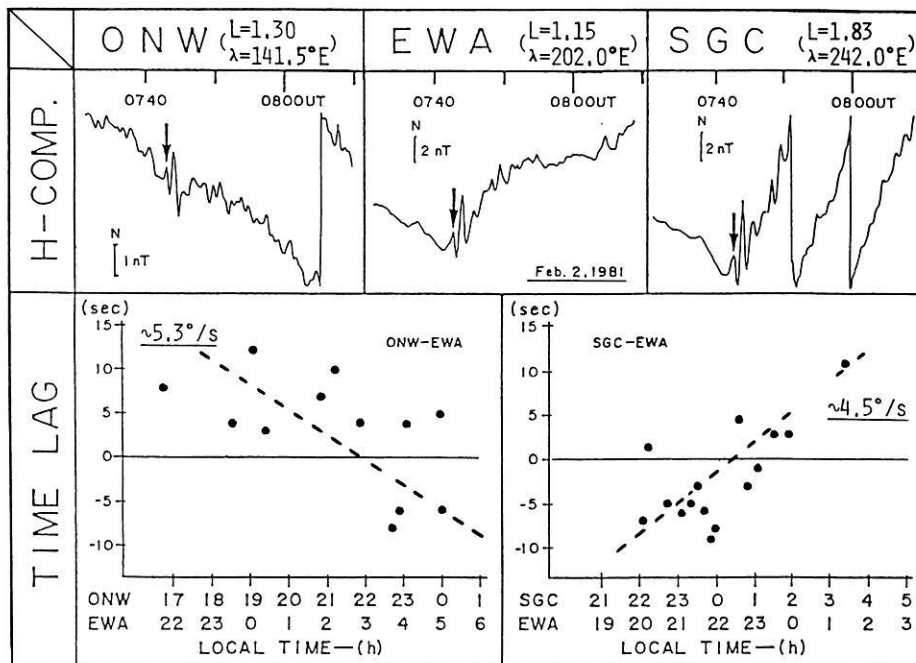 ONW (L=1.30 λ=141.5°E)
EWA (L=1.15 λ=202.0°E)
SGC (L=1.83 λ=242.0°E)
H-COMP.
0740 0800UT
N
1 nT
0740 0800UT
N
2 nT
Feb. 2, 1981
0740 0800UT
N
2 nT
TIME LAG
(sec)
15
10
5
0
-5
-10
~5.3°/s
ONW-EWA
ONW 17 18 19 20 21 22 23 0 1
EWA 22 23 0 1 2 3 4 5 6
LOCAL TIME—(h)
(sec)
15
10
5
0
-5
-10
SGC-EWA
~4.5°/s
SGC 21 22 23 0 1 2 3 4 5
EWA 19 20 21 22 23 0 1 2 3
LOCAL TIME—(h)